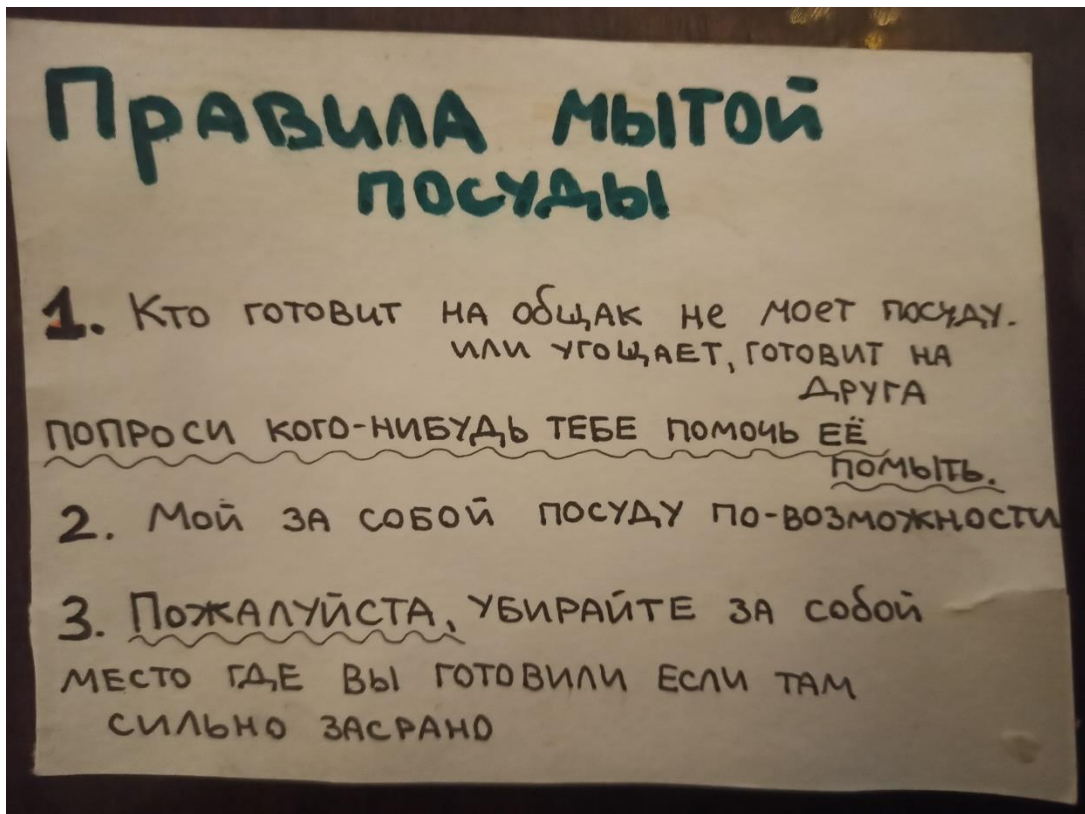 Правила мытой
посуды
1. Кто готовит на общак не моет посуду.
или угощает, готовит на
друга
попроси кого-нибудь тебе помочь её
помыть.
2. Мой за собой посуду по-возможности
3. Пожалуйста, убирайте за собой
место где вы готовили если там
сильно засрано